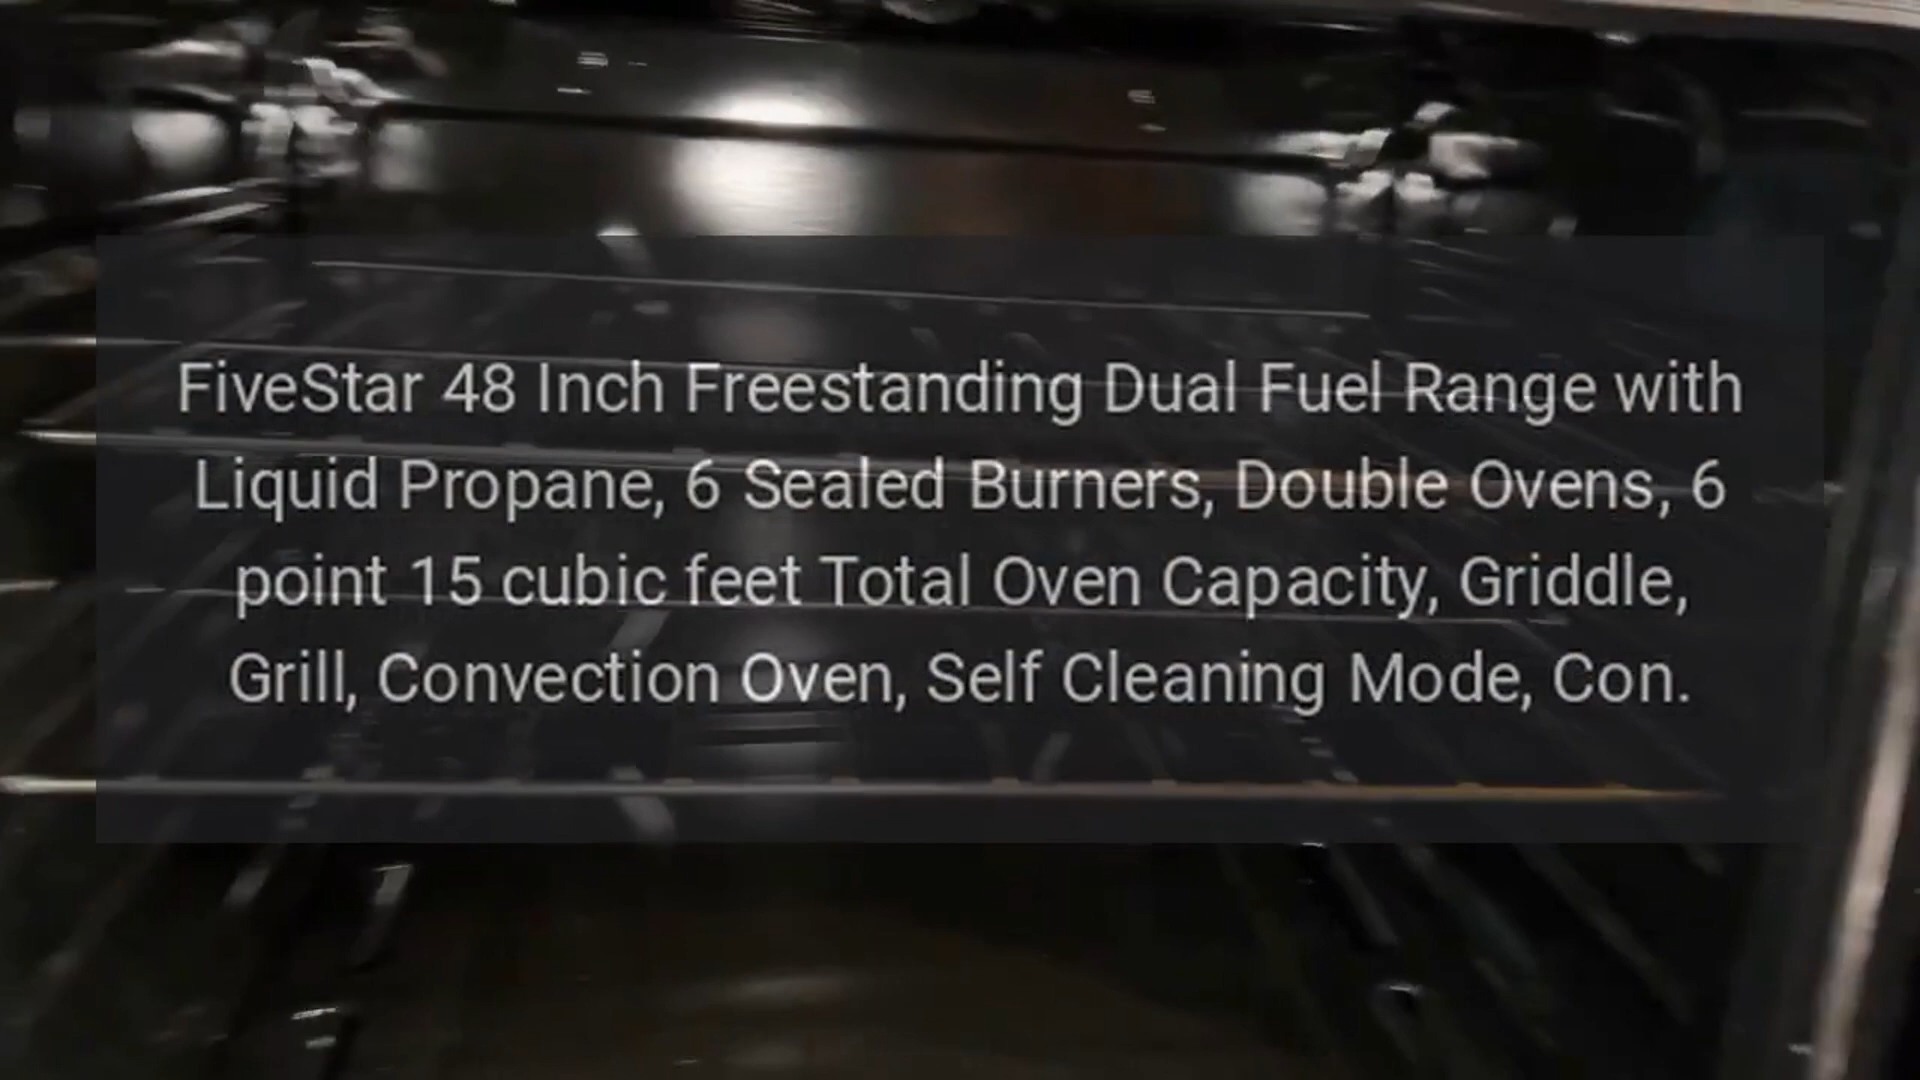 FiveStar 48 Inch Freestanding Dual Fuel Range with
Liquid Propane, 6 Sealed Burners, Double Ovens, 6
point 15 cubic feet Total Oven Capacity, Griddle,
Grill, Convection Oven, Self Cleaning Mode, Con.